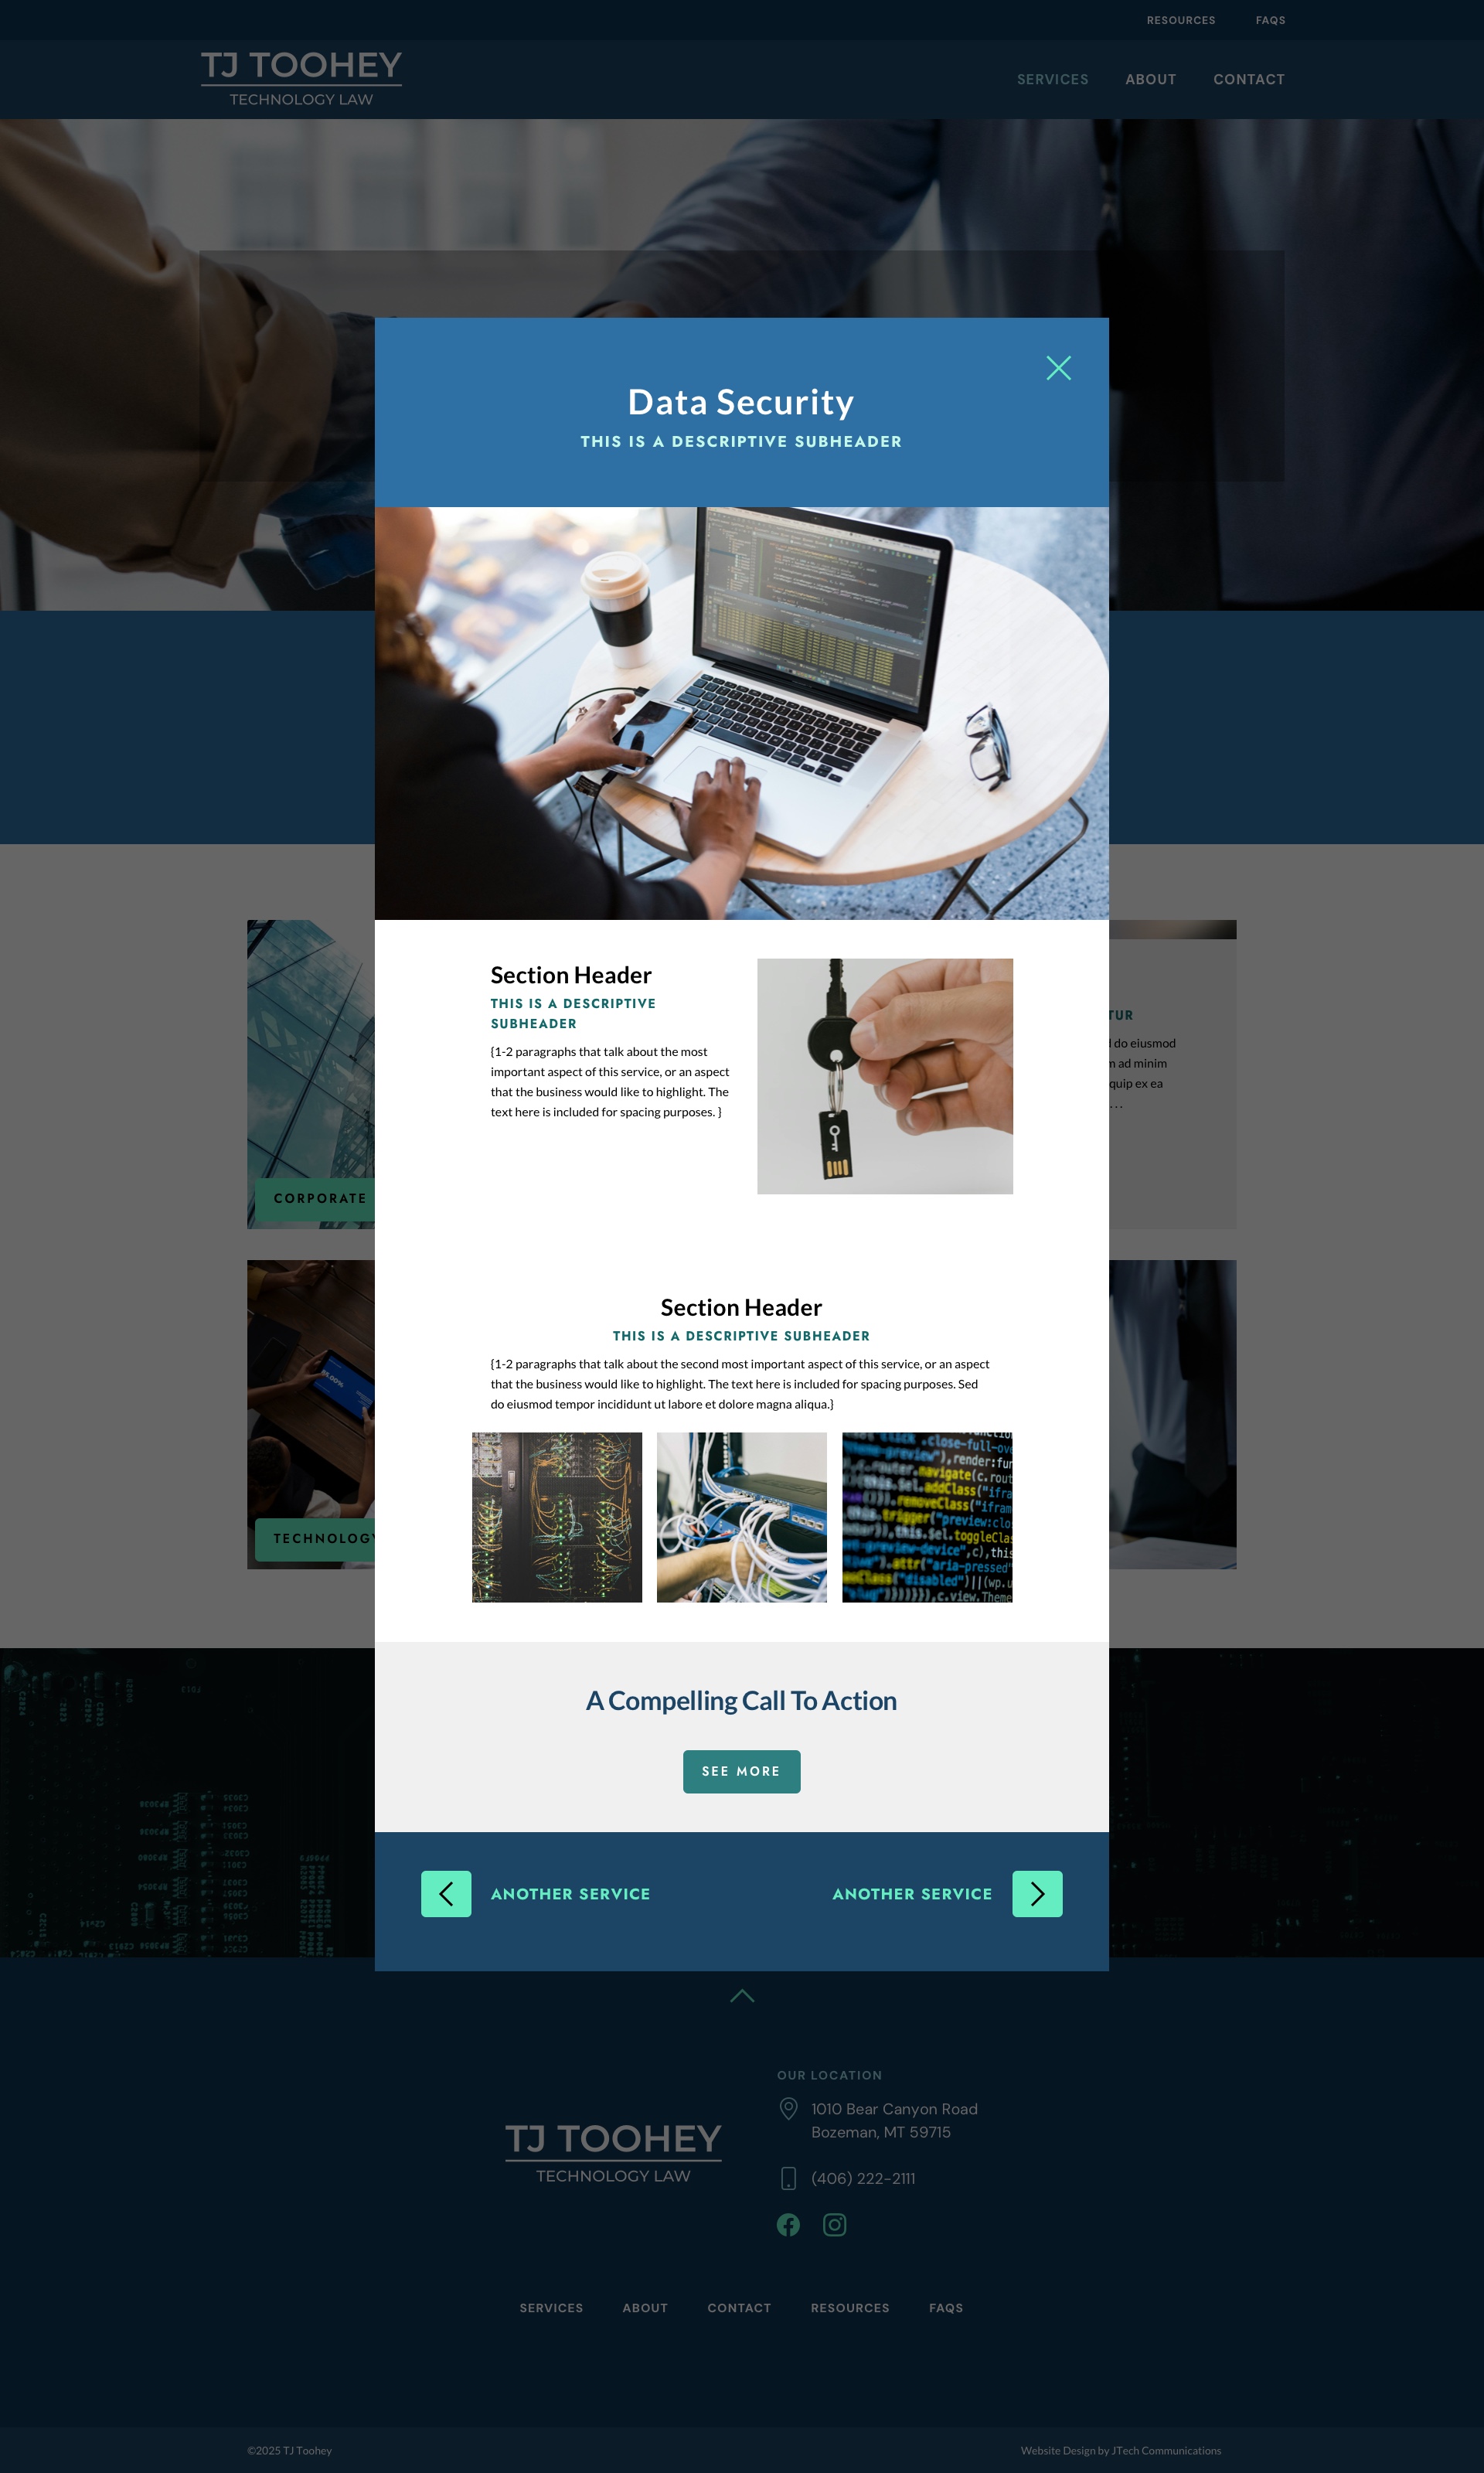 RESOURCES FAQS
TJ TOOHEY
TECHNOLOGY LAW
SERVICES ABOUT CONTACT
Data Security
THIS IS A DESCRIPTIVE SUBHEADER
Section Header
THIS IS A DESCRIPTIVE
SUBHEADER
{1-2 paragraphs that talk about the most
important aspect of this service, or an aspect
that the business would like to highlight. The
text here is included for spacing purposes. }
TUR
do eiusmod
ad minim
quip ex ea
...
CORPORATE
Section Header
THIS IS A DESCRIPTIVE SUBHEADER
{1-2 paragraphs that talk about the second most important aspect of this service, or an aspect
that the business would like to highlight. The text here is included for spacing purposes. Sed
do eiusmod tempor incididunt ut labore et dolore magna aliqua.}
TECHNOLOGY
A Compelling Call To Action
SEE MORE
ANOTHER SERVICE ANOTHER SERVICE
TJ TOOHEY
TECHNOLOGY LAW
OUR LOCATION
1010 Bear Canyon Road
Bozeman, MT 59715
(406) 222-2111
SERVICES ABOUT CONTACT RESOURCES FAQS
©2025 TJ Toohey Website Design by JTech Communications